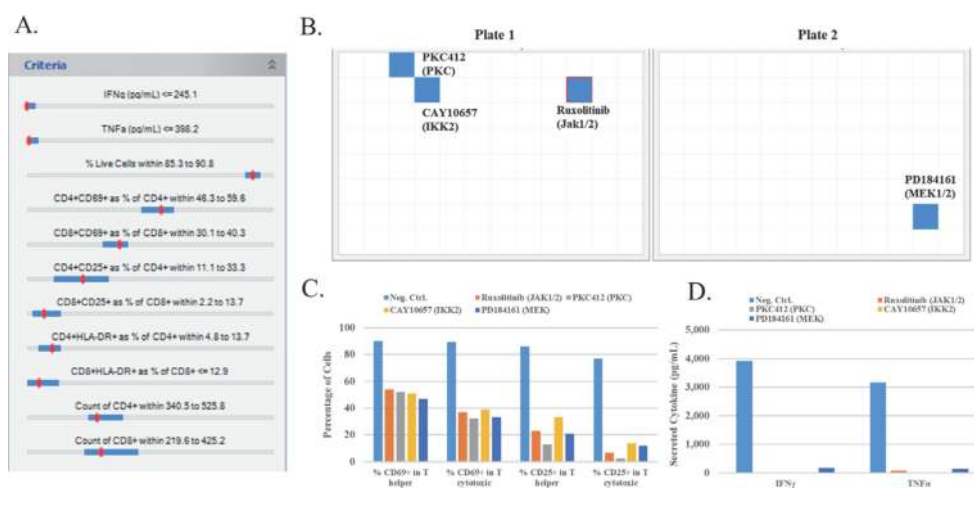 A.
Criteria
IFNg (pg/mL) <= 245.1
TNFa (pg/mL) <= 398.2
% Live Cells within 85.3 to 90.8
CD4+CD69+ as % of CD4+ within 46.3 to 59.6
CD8+CD69+ as % of CD8+ within 30.1 to 40.3
CD4+CD25+ as % of CD4+ within 11.1 to 33.3
CD8+CD25+ as % of CD8+ within 2.2 to 13.7
CD4+HLA-DR+ as % of CD4+ within 4.8 to 13.7
CD8+HLA-DR+ as % of CD8+ <= 12.9
Count of CD4+ within 340.5 to 525.8
Count of CD8+ within 219.6 to 425.2
B.
Plate 1
PKC412
(PKC)
CAY10657
(IKK2)
Ruxolitinib
(Jak1/2)
Plate 2
PD184161
(MEK1/2)
C.
Neg. Ctrl. Ruxolitinib (JAK1/2) PKC412 (PKC)
CAY10657 (IKK2) PD184161 (MEK)
Percentage of Cells
100
80
60
40
20
0
% CD69+ in T helper
% CD69+ in T cytotoxic
% CD25+ in T helper
% CD25+ in T cytotoxic
D.
Neg. Ctrl. Ruxolitinib (JAK1/2)
PKC412 (PKC) CAY10657 (IKK2)
PD184161 (MEK)
Secreted Cytokine (pg/mL)
5,000
4,000
3,000
2,000
1,000
0
IFNγ
TNFα